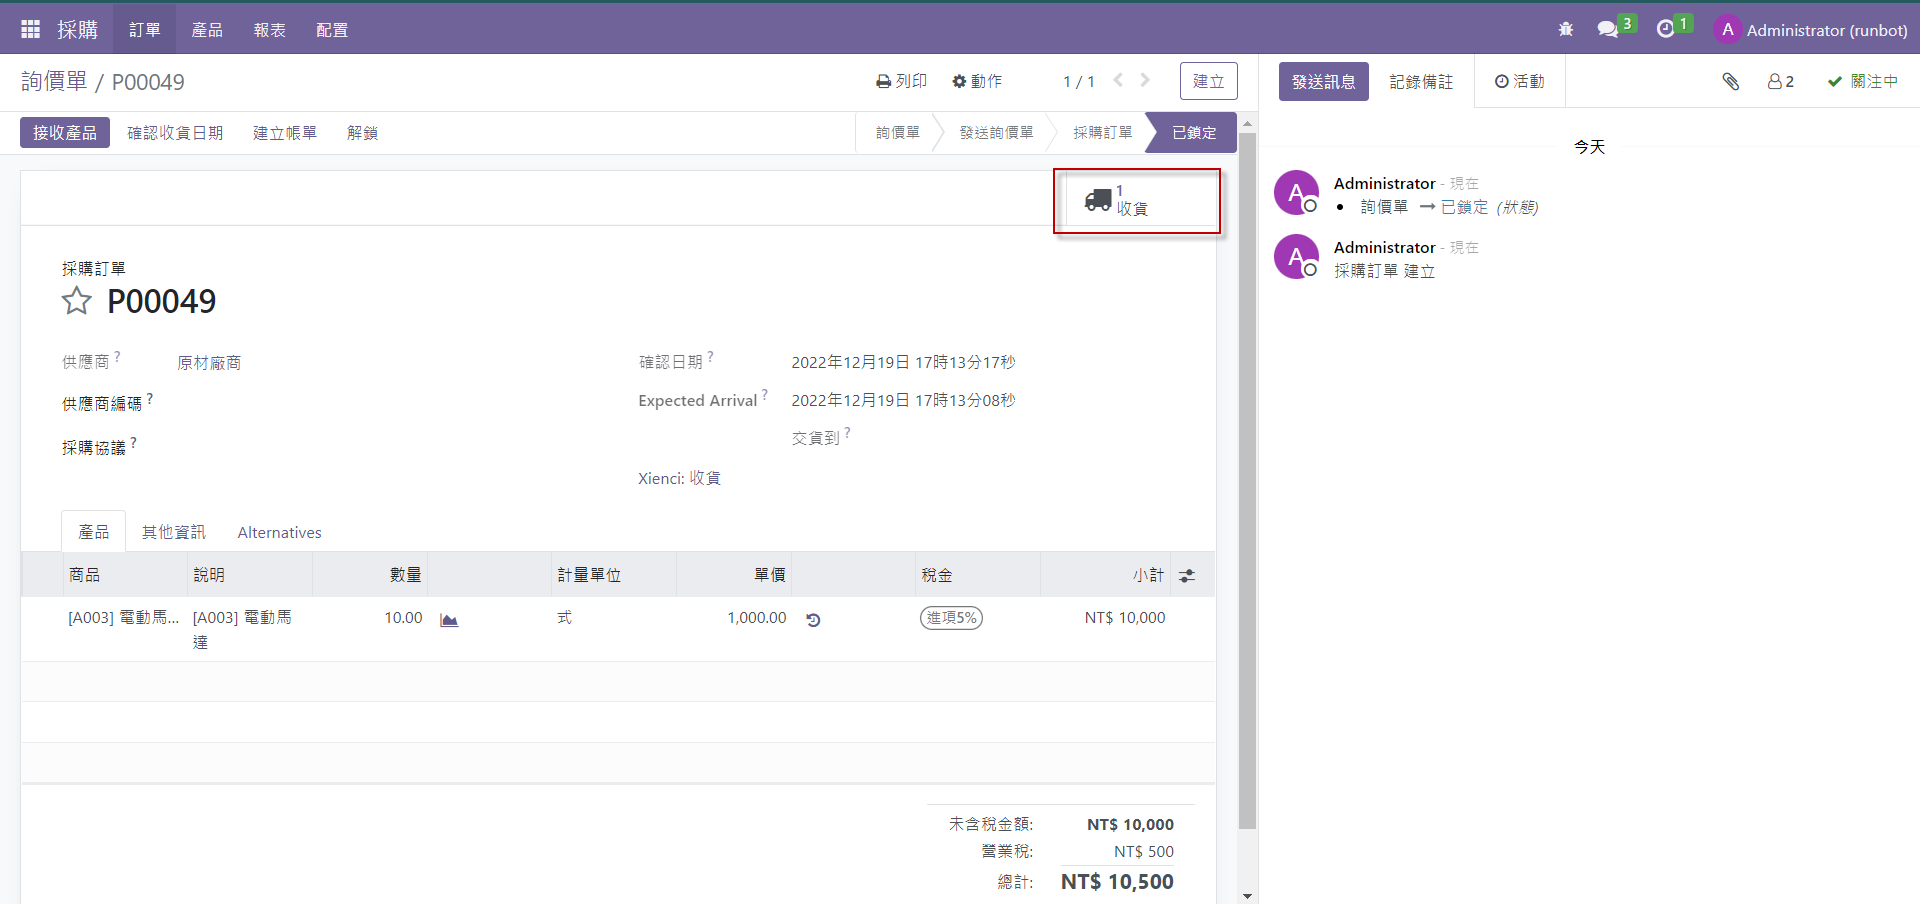 採購 訂單 產品 報表 配置 3 1 A Administrator (runbot)
詢價單 / P00049 列印 動作 1 / 1 建立 發送訊息 記錄備註 活動 2 關注中
接收產品 確認收貨日期 建立帳單 解鎖 詢價單 發送詢價單 採購訂單 已鎖定
今天
1
收貨
A Administrator - 現在
• 詢價單 → 已鎖定 (狀態)
A Administrator - 現在
採購訂單 建立
採購訂單
P00049
供應商 ? 原材廠商 確認日期 ? 2022年12月19日 17時13分17秒
供應商編碼 ? Expected Arrival ? 2022年12月19日 17時13分08秒
交貨到 ?
採購協議 ?
Xienci: 收貨
產品 其他資訊 Alternatives
商品 說明 數量 計量單位 單價 稅金 小計
[A003] 電動馬... [A003] 電動馬 10.00 式 1,000.00 進項5% NT$ 10,000
達
未含稅金額: NT$ 10,000
營業稅: NT$ 500
總計: NT$ 10,500